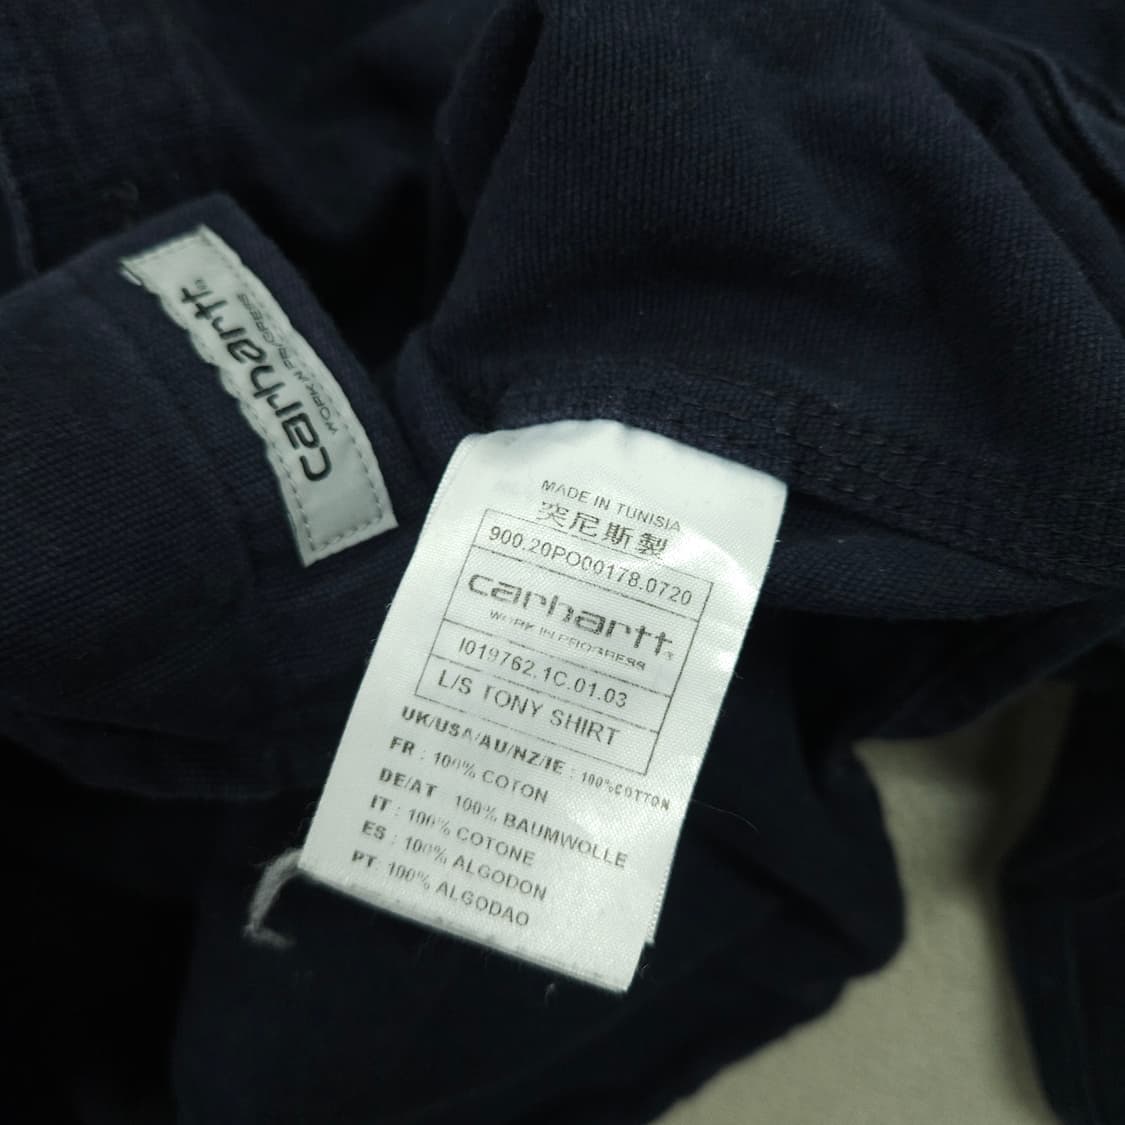 carhartt
WORK IN PROGRESS
MADE IN TUNISIA
突尼斯製
900.20PO00178.0720
carhartt
WORK IN PROGRESS
I019762.1C.01.03
L/S TONY SHIRT
UK/USA/AU/NZ/IE : 100%COTTON
FR : 100% COTON
DE/AT 100% BAUMWOLLE
IT : 100% COTONE
ES : 100% ALGODON
PT: 100% ALGODAO